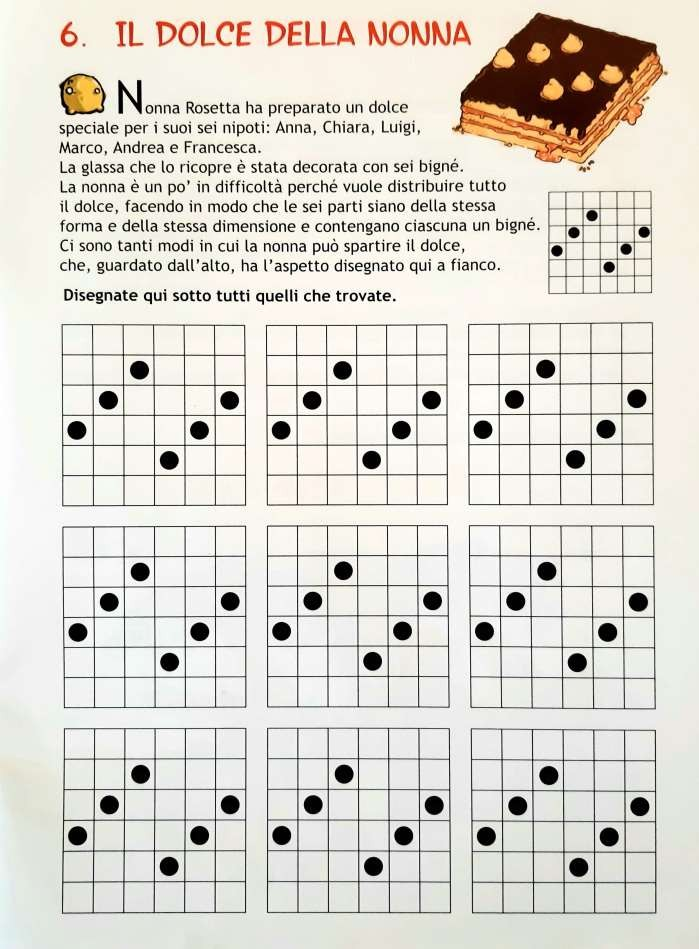 6. IL DOLCE DELLA NONNA
Nonna Rosetta ha preparato un dolce
speciale per i suoi sei nipoti: Anna, Chiara, Luigi,
Marco, Andrea e Francesca.
La glassa che lo ricopre è stata decorata con sei bigné.
La nonna è un po’ in difficoltà perché vuole distribuire tutto
il dolce, facendo in modo che le sei parti siano della stessa
forma e della stessa dimensione e contengano ciascuna un bigné.
Ci sono tanti modi in cui la nonna può spartire il dolce,
che, guardato dall’alto, ha l’aspetto disegnato qui a fianco.
Disegnate qui sotto tutti quelli che trovate.